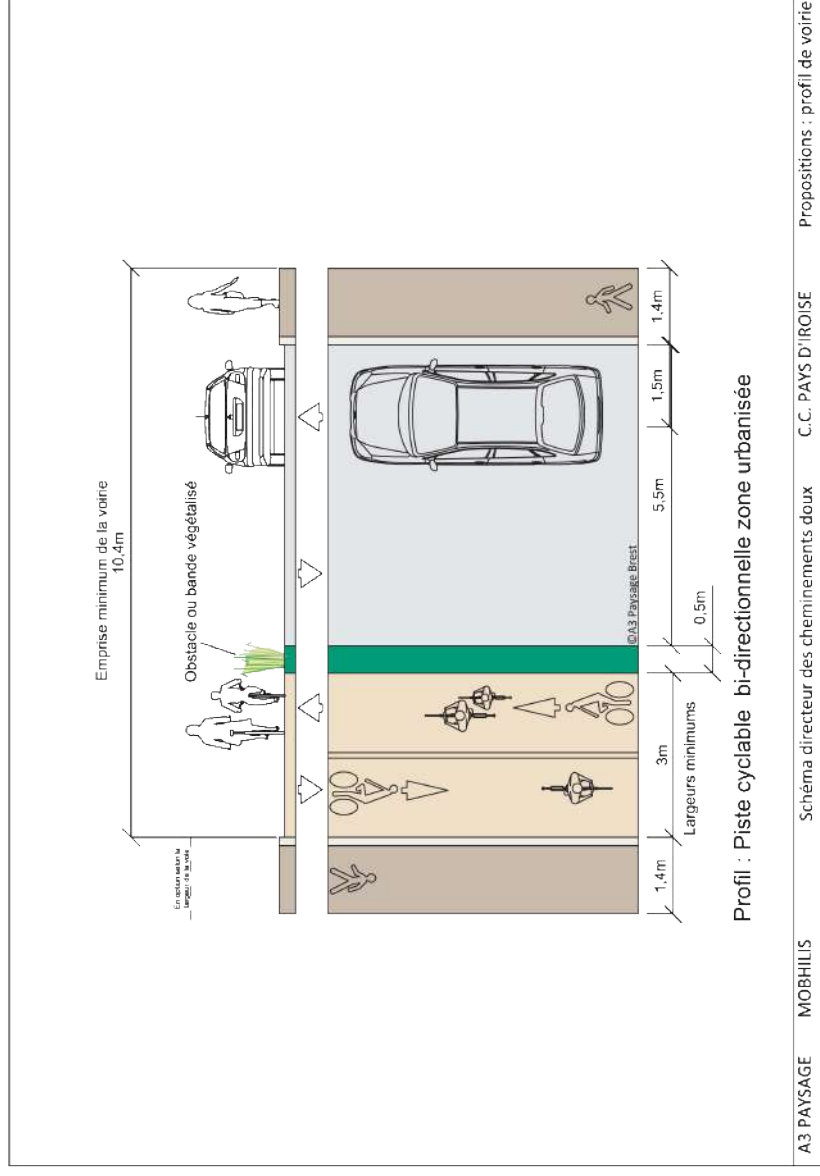 Emprise minimum de la voirie
10,4m
En option selon la
largeur de la voie
Obstacle ou bande végétalisé
©A3 Paysage Brest
1,4m
3m
5,5m
1,5m
1,4m
0,5m
Largeurs minimums
Profil : Piste cyclable bi-directionnelle zone urbanisée
A3 PAYSAGE
MOBHILIS
Schéma directeur des cheminements doux
C.C. PAYS D'IROISE
Propositions : profil de voirie